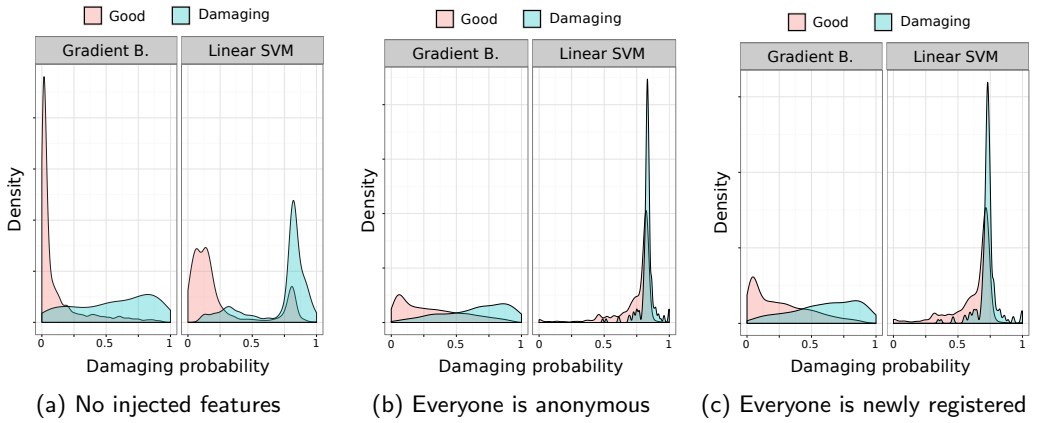 Good Damaging
Gradient B. Linear SVM
Density
0 0.5 1 0 0.5 1
Damaging probability
(a) No injected features
Good Damaging
Gradient B. Linear SVM
Density
0 0.5 1 0 0.5 1
Damaging probability
(b) Everyone is anonymous
Good Damaging
Gradient B. Linear SVM
Density
0 0.5 1 0 0.5 1
Damaging probability
(c) Everyone is newly registered